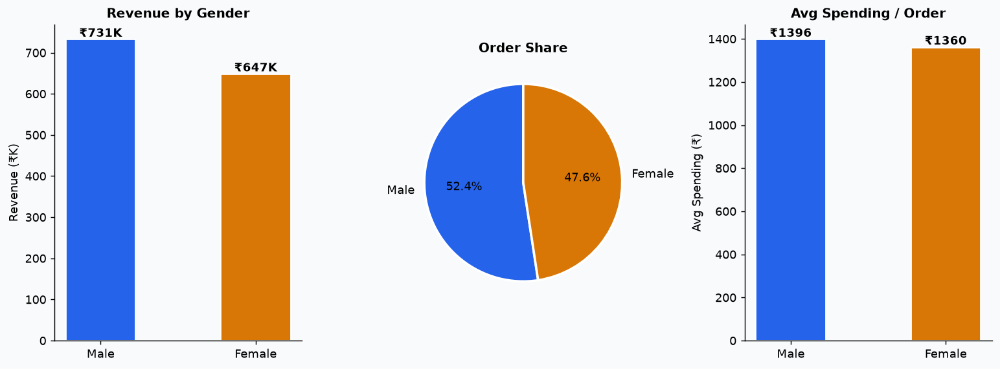 Revenue by Gender
₹731K
₹647K
Revenue (₹K)
700
600
500
400
300
200
100
0
Male
Female
Order Share
Male
52.4%
47.6%
Female
Avg Spending / Order
₹1396
₹1360
Avg Spending (₹)
1400
1200
1000
800
600
400
200
0
Male
Female